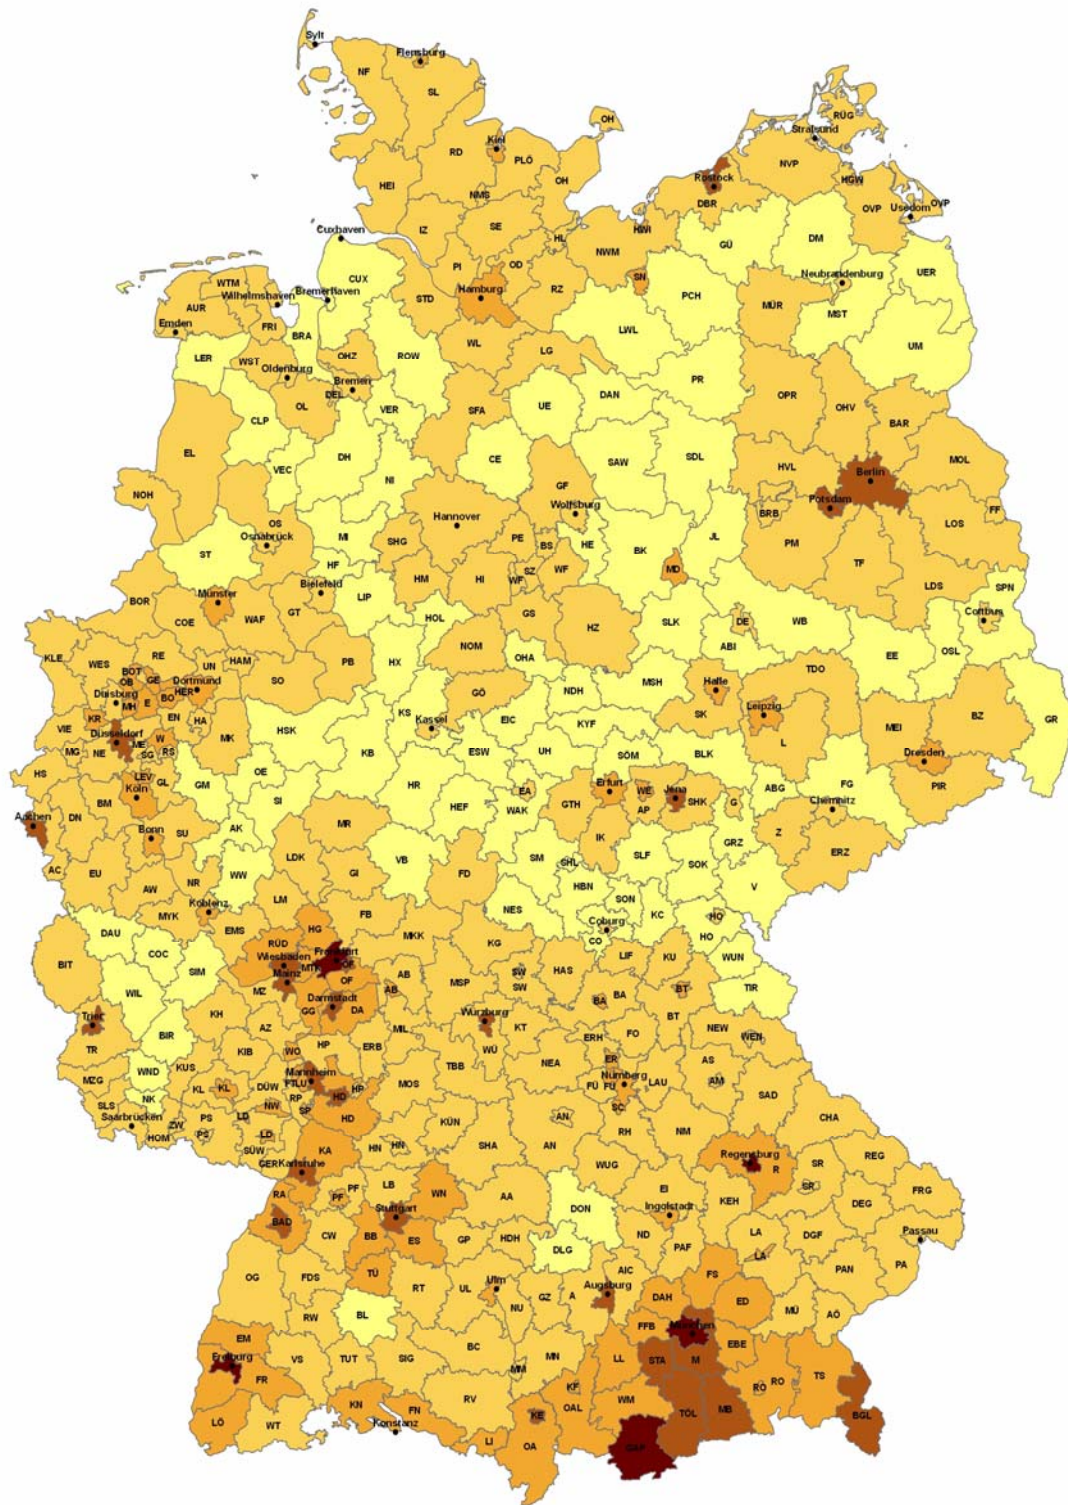 Sylt
Flensburg
NF
SL
OH
RÜG
Stralsund
Kiel
RD
PLÖ
NVP
HEI
OH
Rostock
HGW
NMS
DBR
OVP
Usedom
OVP
IZ
SE
HL
HWI
NWM
GÜ
DM
Cuxhaven
PI
OD
UER
CUX
SN
Neubrandenburg
WTM
Bremerhaven
STD
Hamburg
RZ
PCH
MÜR
MST
Wilhelmshaven
AUR
FRI
Emden
BRA
LWL
UM
LER
WST
OHZ
ROW
WL
LG
Oldenburg
PR
Bremen
DEL
OL
VER
SFA
UE
DAN
OPR
OHV
BAR
CLP
EL
DH
VEC
CE
SAW
SDL
HVL
MOL
NI
GF
Berlin
NOH
Potsdam
OS
Hannover
Wolfsburg
BRB
LOS
FF
Osnabrück
MI
SHG
PE
BS
HE
BK
JL
PM
ST
HF
HM
HI
SZ
WF
WF
MD
TF
Bielefeld
LDS
SPN
BOR
Münster
LIP
HOL
GS
Cottbus
COE
WAF
GT
HZ
SLK
DE
WB
ABI
NOM
EE
OSL
KLE
WES
RE
HAM
PB
HX
OHA
UN
BOT
OB
GE
HER
Dortmund
SO
MSH
Halle
TDO
Duisburg
MH
E
BO
GÖ
NDH
SK
Leipzig
BZ
GR
KR
EN
HA
KS
Kassel
EIC
KYF
MEI
VIE
Düsseldorf
ME
W
MK
HSK
L
MG
NE
SG
RS
KB
ESW
UH
SÖM
BLK
Dresden
HS
LEV
GL
GM
OE
HR
EA
Erfurt
WE
Jena
ABG
FG
PIR
Köln
BM
SI
HEF
WAK
GTH
AP
SHK
G
Chemnitz
Aachen
DN
Bonn
SU
AK
MR
IK
GRZ
Z
ERZ
AC
EU
WW
LDK
VB
SM
SHL
SLF
SOK
AW
NR
GI
FD
HBN
V
MYK
Koblenz
LM
NES
SON
KC
HO
DAU
EMS
FB
Coburg
CO
HO
COC
HG
MKK
KG
LIF
KU
WUN
BIT
SIM
RÜD
Wiesbaden
MTK
Frankfurt
OF
WIL
Mainz
OF
AB
MSP
SW
SW
HAS
TIR
MZ
Darmstadt
AB
BA
BA
BT
Trier
KH
GG
DA
Würzburg
BT
BIR
AZ
MIL
KT
ERH
FO
NEW
WEN
TR
KIB
WO
HP
ERB
WÜ
NEA
ER
AS
WND
KUS
Mannheim
TBB
Nürnberg
LAU
MZG
NK
KL
KL
DÜW
FT
LU
HP
MOS
FÜ
FÜ
AM
SAD
SLS
RP
HD
SC
Saarbrücken
PS
LD
NW
SP
KÜN
AN
CHA
HOM
ZW
PS
LD
HD
HN
HN
SHA
AN
RH
NM
SÜW
KA
WUG
GER
Karlsruhe
Regensburg
R
REG
LB
SR
SR
RA
PF
PF
WN
AA
DON
EI
KEH
DEG
FRG
BAD
Stuttgart
Ingolstadt
CW
BB
ES
GP
HDH
ND
LA
DGF
Passau
DLG
PAF
LA
OG
TÜ
PA
FDS
RT
UL
Ulm
AIC
FS
PAN
GZ
A
Augsburg
DAH
ED
NU
MÜ
AÖ
RW
BL
FFB
München
EM
BC
EBE
Freiburg
VS
TUT
SIG
MM
MN
LL
STA
M
RO
RO
TS
FR
KF
RV
WM
LÖ
WT
KN
FN
OAL
TÖL
MB
BGL
Konstanz
KE
LI
OA
GAP